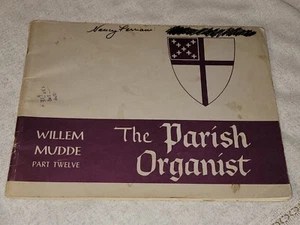 WILLEM
MUDDE
PART TWELVE
The Parish
Organist